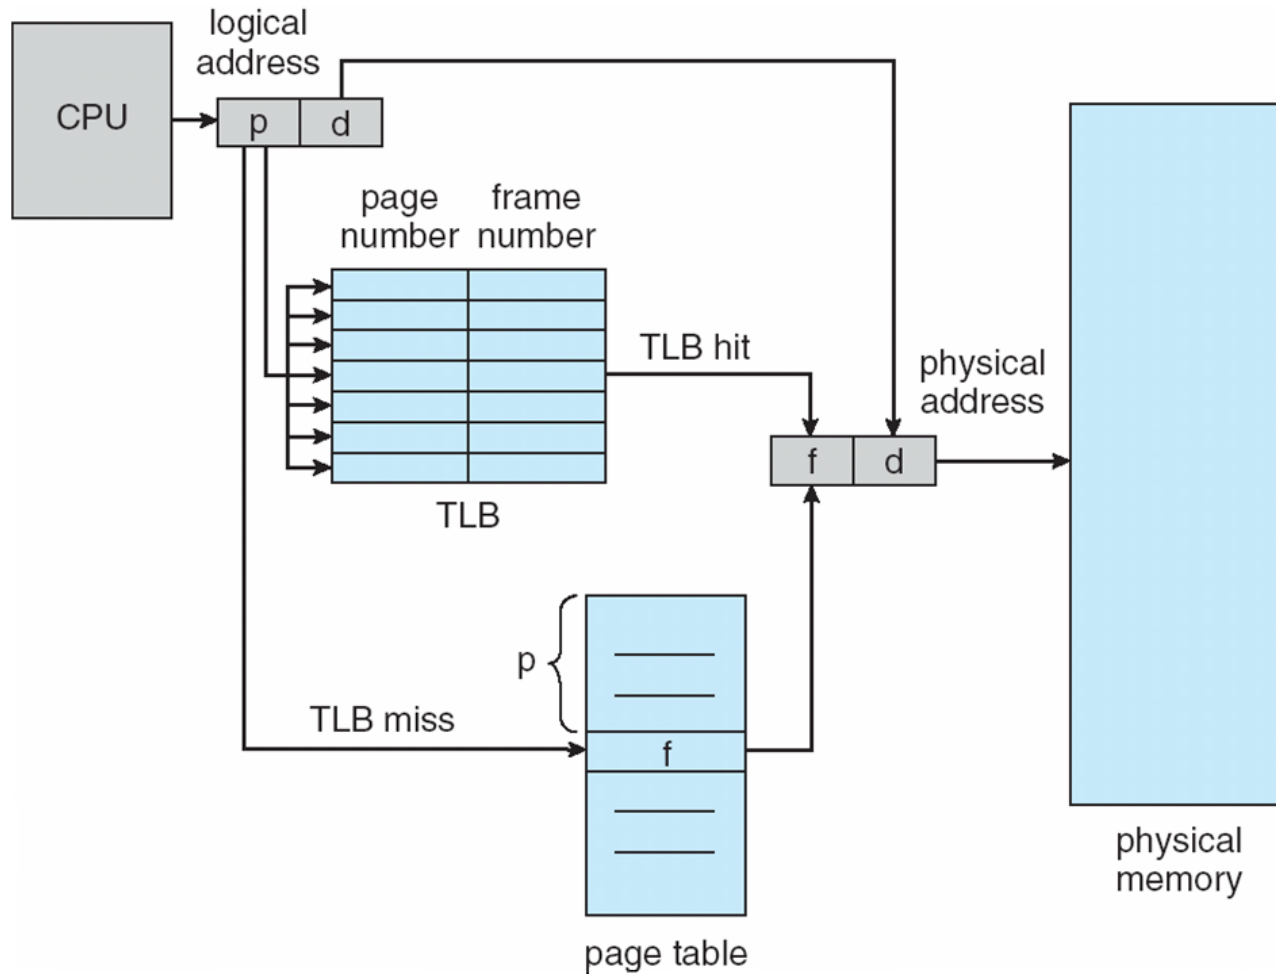 logical
address
CPU
p
d
page
number
frame
number
TLB hit
physical
address
f
d
TLB
p
TLB miss
f
physical
memory
page table